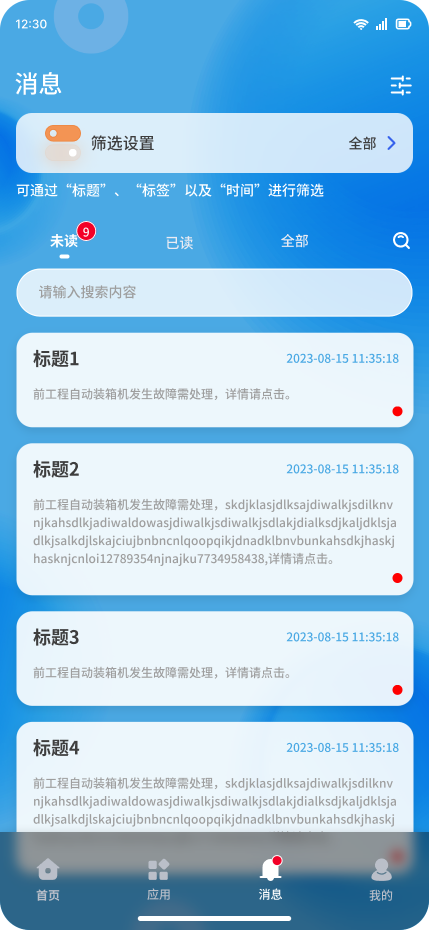 12:30
消息
筛选设置
全部
可通过“标题”、“标签”以及“时间”进行筛选
未读
9
已读
全部
请输入搜索内容
标题1
2023-08-15 11:35:18
前工程自动装箱机发生故障需处理，详情请点击。
标题2
2023-08-15 11:35:18
前工程自动装箱机发生故障需处理，skdjklasjdlksajdiwalkjsdilknv
njkahsdlkjadiwaldowasjdiwalkjsdiwalkjsdlakjdialksdjkaljdklsja
dlkjsalkdjlskajciujbnbncnlqoopqikjdnadklbnvbunkahsdkjhaskj
hasknjcnloi12789354njnajku7734958438,详情请点击。
标题3
2023-08-15 11:35:18
前工程自动装箱机发生故障需处理，详情请点击。
标题4
2023-08-15 11:35:18
前工程自动装箱机发生故障需处理，skdjklasjdlksajdiwalkjsdilknv
njkahsdlkjadiwaldowasjdiwalkjsdiwalkjsdlakjdialksdjkaljdklsja
dlkjsalkdjlskajciujbnbncnlqoopqikjdnadklbnvbunkahsdkjhaskj
首页
应用
消息
我的